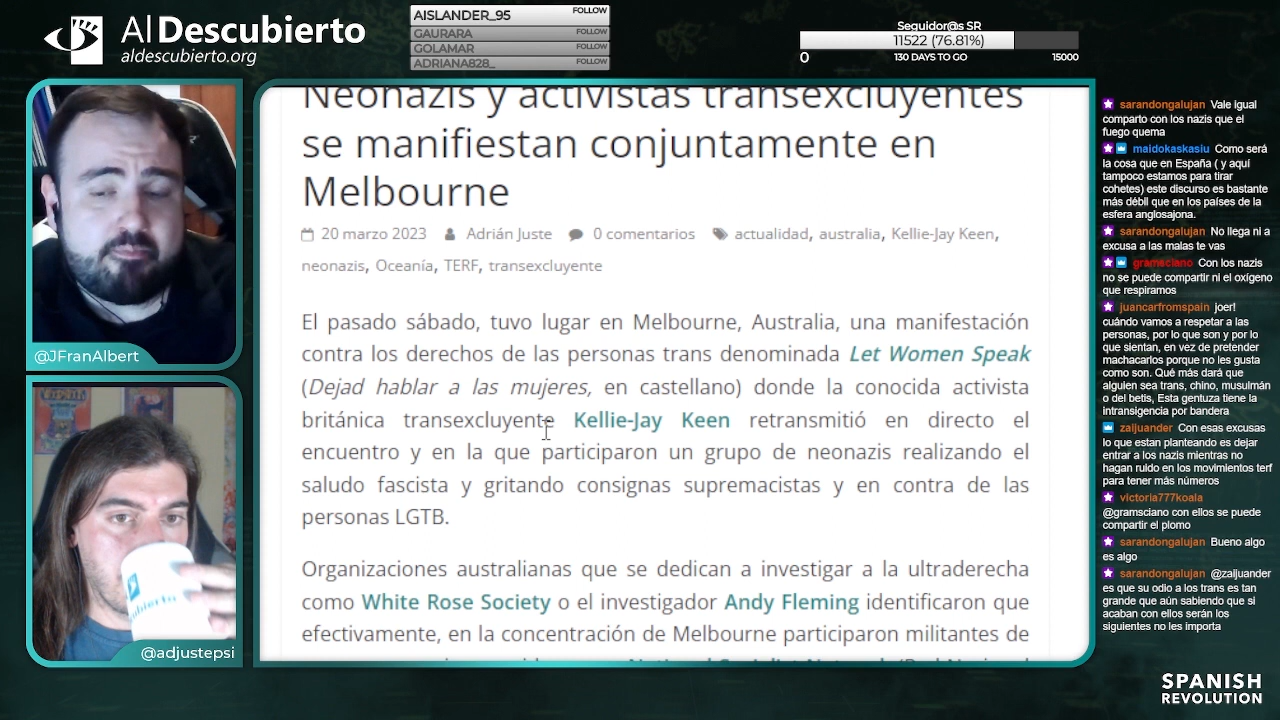 Al Descubierto
aldescubierto.org
AISLANDER_95 FOLLOW
GAURARA FOLLOW
GOLAMAR FOLLOW
ADRIANA828_ FOLLOW
Seguidor@s SR
11522 (76.81%)
0 130 DAYS TO GO 15000
@JFranAlbert
@adjustepsi
Neonazis y activistas transexcluyentes
se manifiestan conjuntamente en
Melbourne
20 marzo 2023 Adrián Juste 0 comentarios actualidad, australia, Kellie-Jay Keen,
neonazis, Oceanía, TERF, transexcluyente
El pasado sábado, tuvo lugar en Melbourne, Australia, una manifestación
contra los derechos de las personas trans denominada Let Women Speak
(Dejad hablar a las mujeres, en castellano) donde la conocida activista
británica transexcluyente Kellie-Jay Keen retransmitió en directo el
encuentro y en la que participaron un grupo de neonazis realizando el
saludo fascista y gritando consignas supremacistas y en contra de las
personas LGTB.
Organizaciones australianas que se dedican a investigar a la ultraderecha
como White Rose Society o el investigador Andy Fleming identificaron que
efectivamente, en la concentración de Melbourne participaron militantes de
sarandongalujan Vale igual
comparto con los nazis que el
fuego quema
maidokaskasiu Como será
la cosa que en España ( y aquí
tampoco estamos para tirar
cohetes) este discurso es bastante
más débil que en los países de la
esfera anglosajona.
sarandongalujan No llega ni a
excusa a las malas te vas
gramsciano Con los nazis
no se puede compartir ni el oxígeno
que respiramos
juancarfromspain joer!
cuándo vamos a respetar a las
personas, por lo que son y por lo
que sientan, en vez de pretender
machacarlos porque no les gusta
como son. Qué más dará que
alguien sea trans, chino, musulmán
o del betis, Esta gentuza tiene la
intransigencia por bandera
zaijuander Con esas excusas
lo que estan planteando es dejar
entrar a los nazis mientras no
hagan ruido en los movimientos terf
para tener más números
victoria777koala
@gramsciano con ellos se puede
compartir el plomo
sarandongalujan Bueno algo
es algo
sarandongalujan @zaijuander
es que su odio a los trans es tan
grande que aún sabiendo que si
acaban con ellos serán los
siguientes no les importa
SPANISH
REVOLUTION